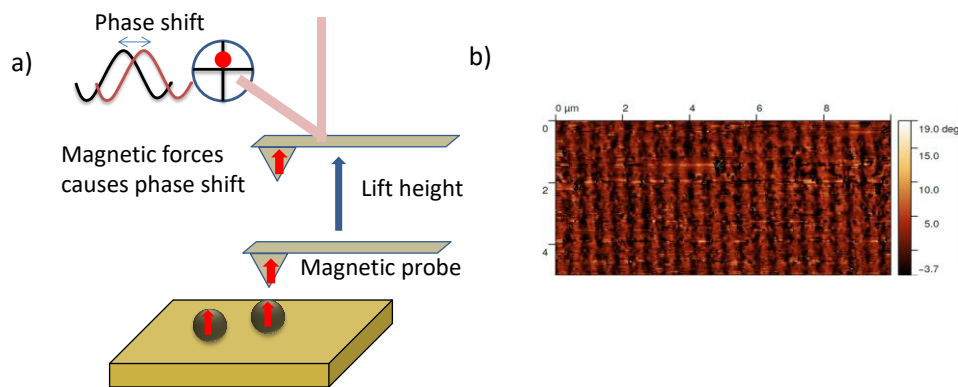 Phase shift
a)
Magnetic forces
causes phase shift
Lift height
Magnetic probe
b)
0 µm 2 4 6 8
0
2
4
19.0 deg
15.0
10.0
5.0
−3.7